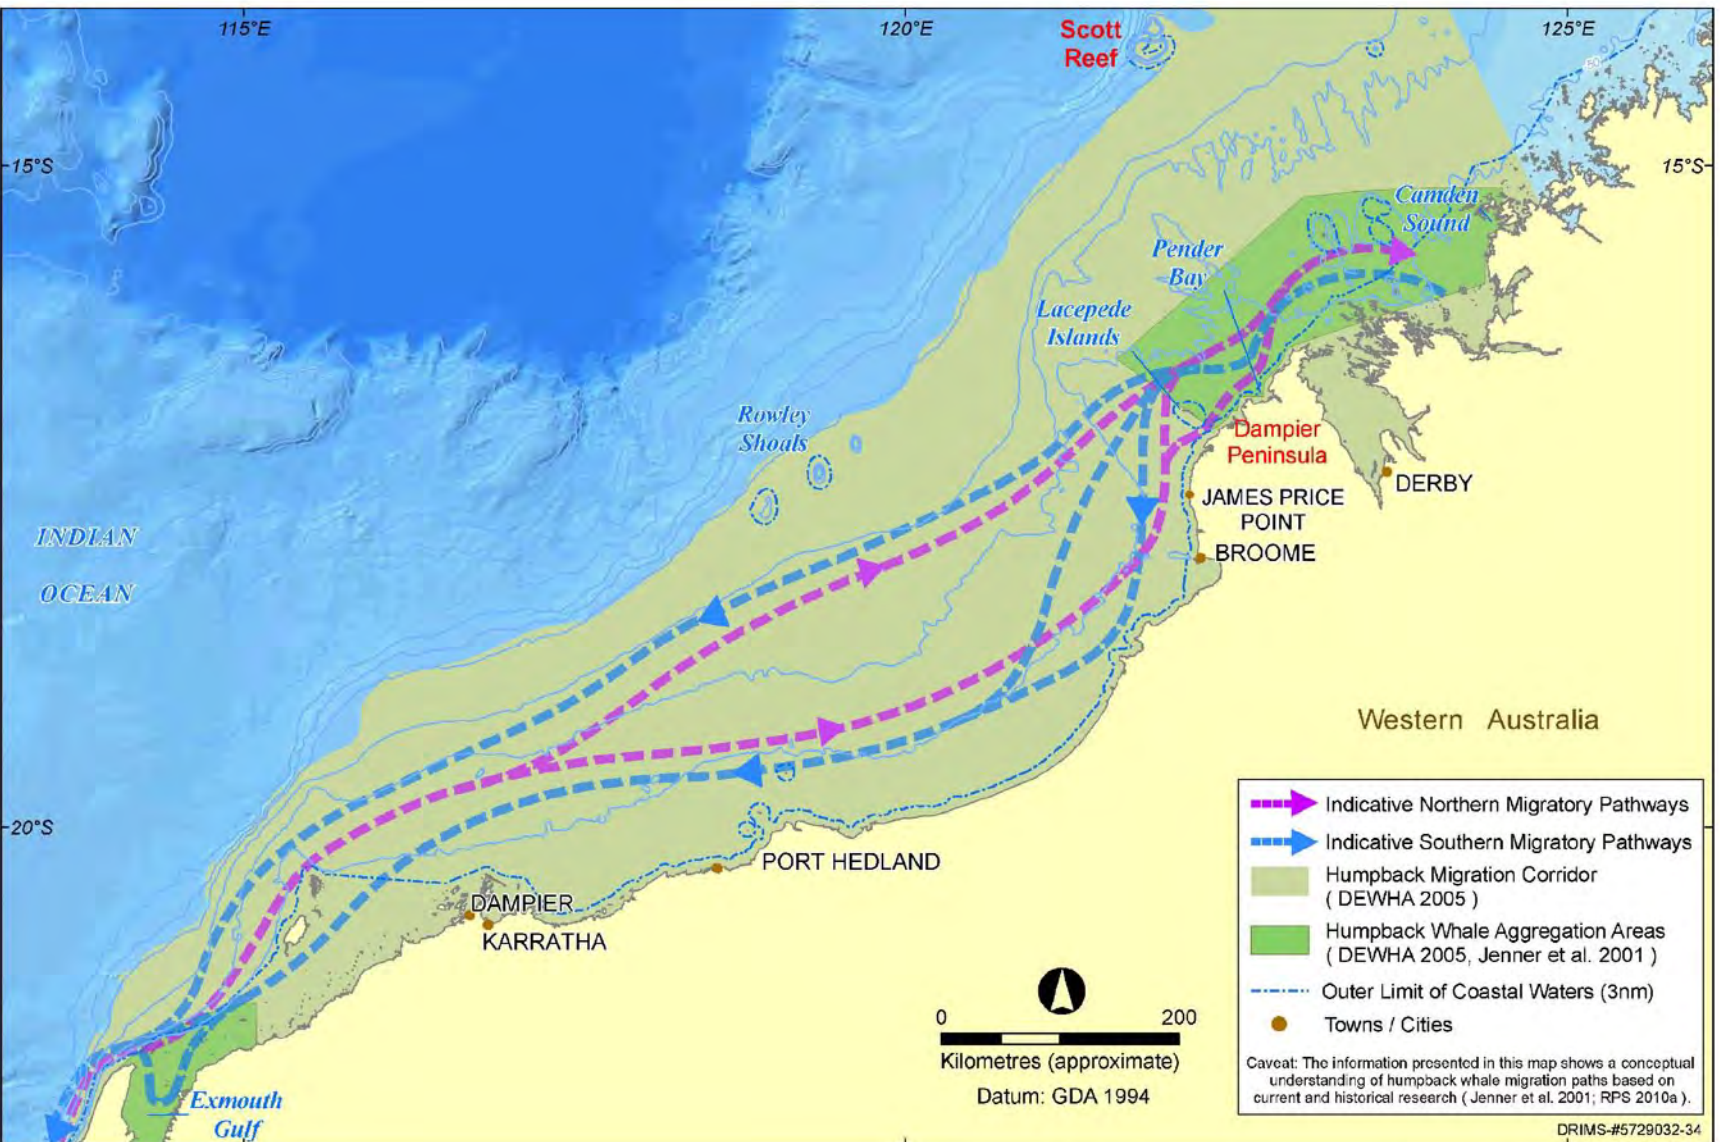 115°E
120°E
125°E
Scott
Reef
50
15°S
15°S
Camden
Sound
Pender
Bay
Lacepede
Islands
Rowley
Shoals
Dampier
Peninsula
DERBY
JAMES PRICE
POINT
BROOME
INDIAN
OCEAN
Western Australia
20°S
PORT HEDLAND
DAMPIER
KARRATHA
Exmouth
Gulf
0 200
Kilometres (approximate)
Datum: GDA 1994
Indicative Northern Migratory Pathways
Indicative Southern Migratory Pathways
Humpback Migration Corridor
( DEWHA 2005 )
Humpback Whale Aggregation Areas
( DEWHA 2005, Jenner et al. 2001 )
Outer Limit of Coastal Waters (3nm)
Towns / Cities
Caveat: The information presented in this map shows a conceptual
understanding of humpback whale migration paths based on
current and historical research ( Jenner et al. 2001; RPS 2010a ).
DRIMS-#5729032-34